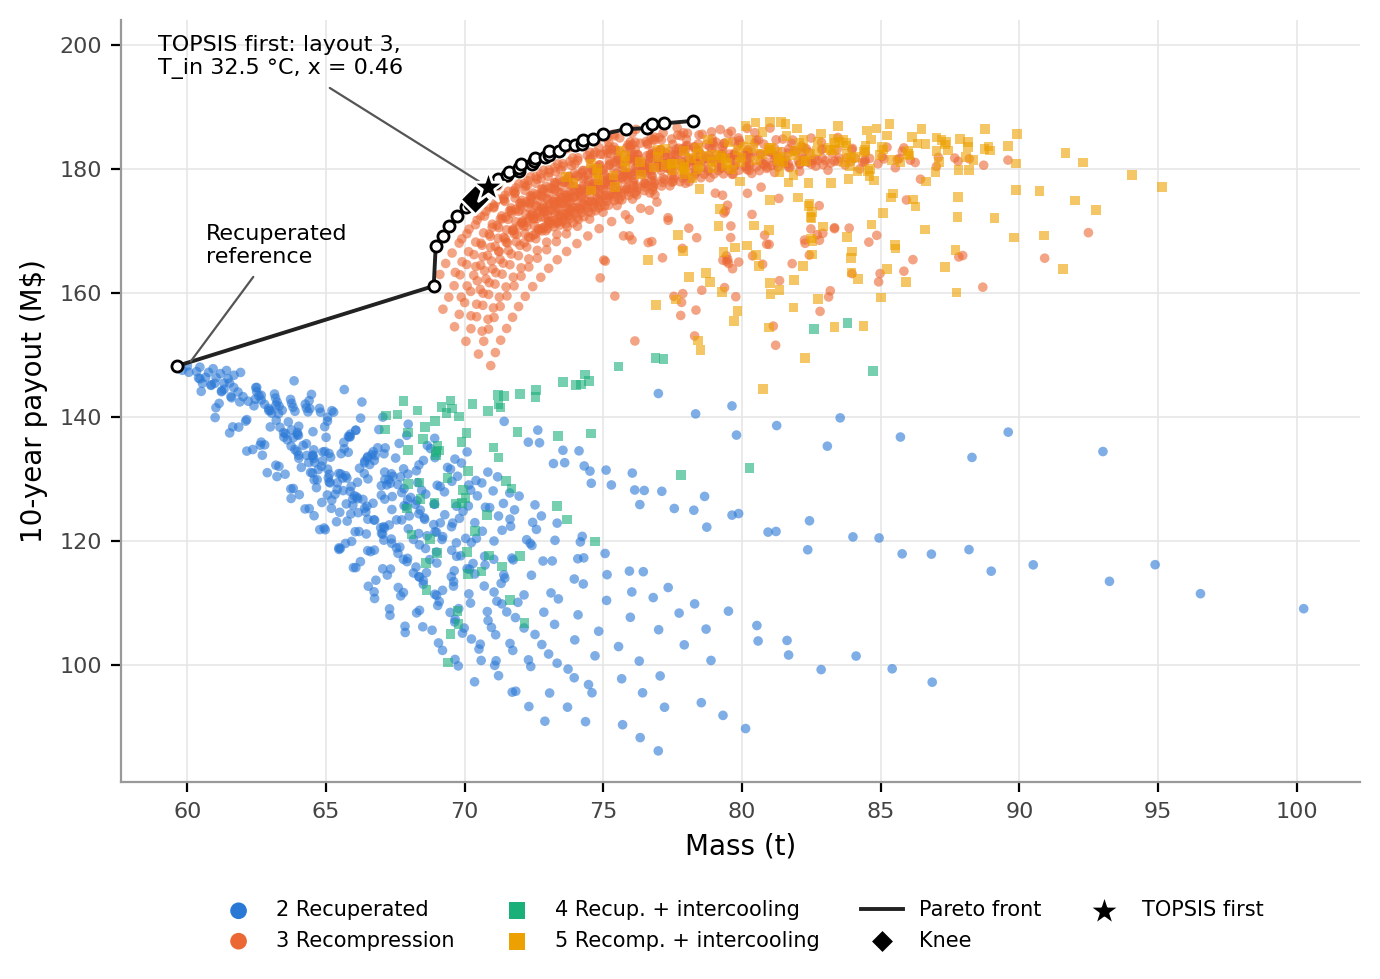 TOPSIS first: layout 3,
T_in 32.5 °C, x = 0.46
Recuperated
reference
10-year payout (M$)
200
180
160
140
120
100
60
65
70
75
80
85
90
95
100
Mass (t)
2 Recuperated
3 Recompression
4 Recup. + intercooling
5 Recomp. + intercooling
Pareto front
Knee
TOPSIS first